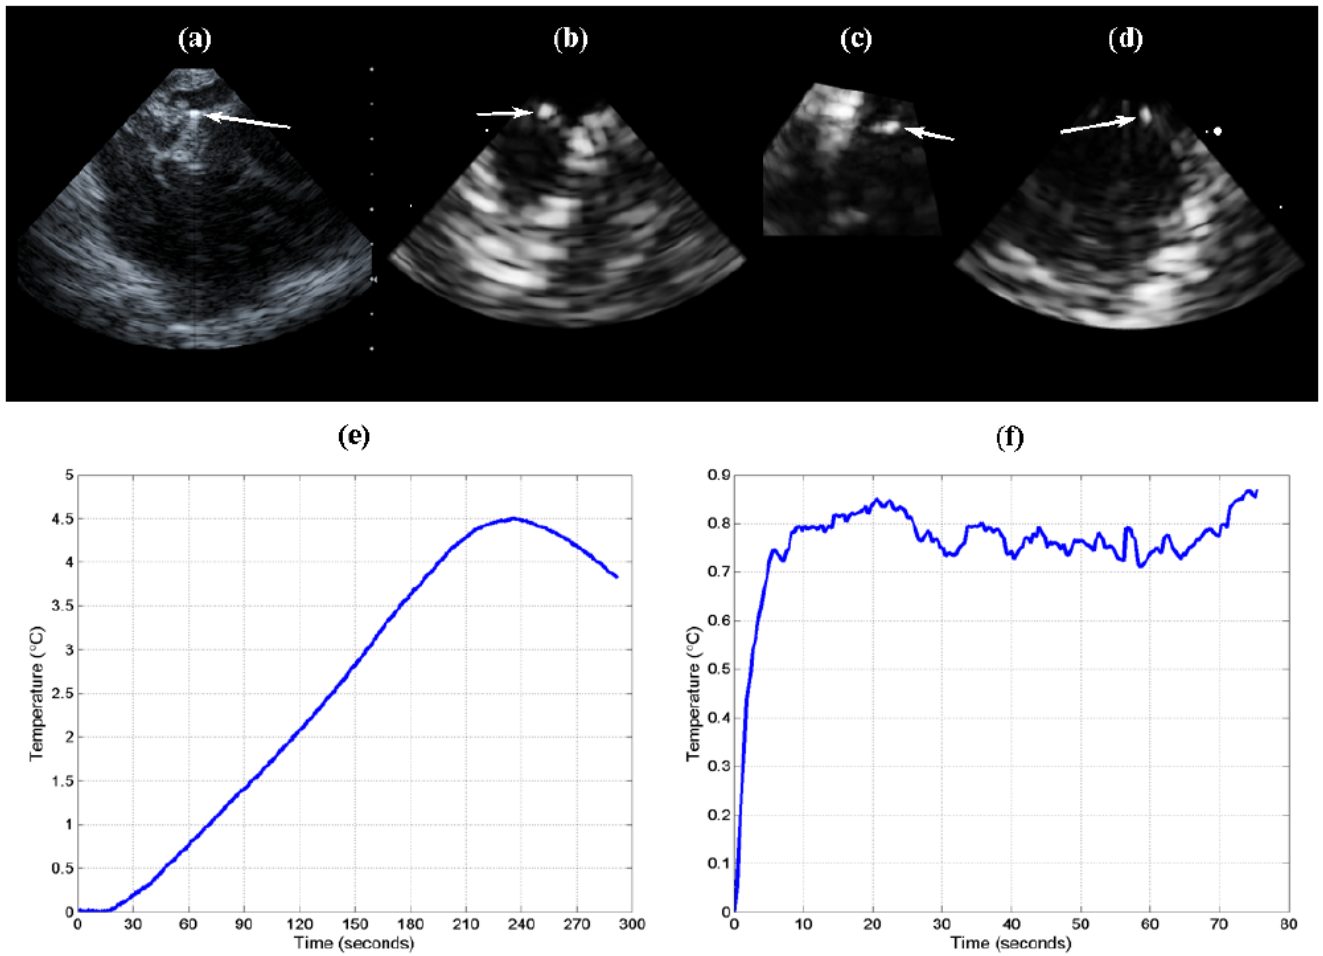 (a) (b) (c) (d)
(e) (f)
5
4.5
4
3.5
3
2.5
2
1.5
1
0.5
0
Temperature (°C)
0 30 60 90 120 150 180 210 240 270 300
Time (seconds)
0.9
0.8
0.7
0.6
0.5
0.4
0.3
0.2
0.1
0
Temperature (°C)
0 10 20 30 40 50 60 70 80
Time (seconds)